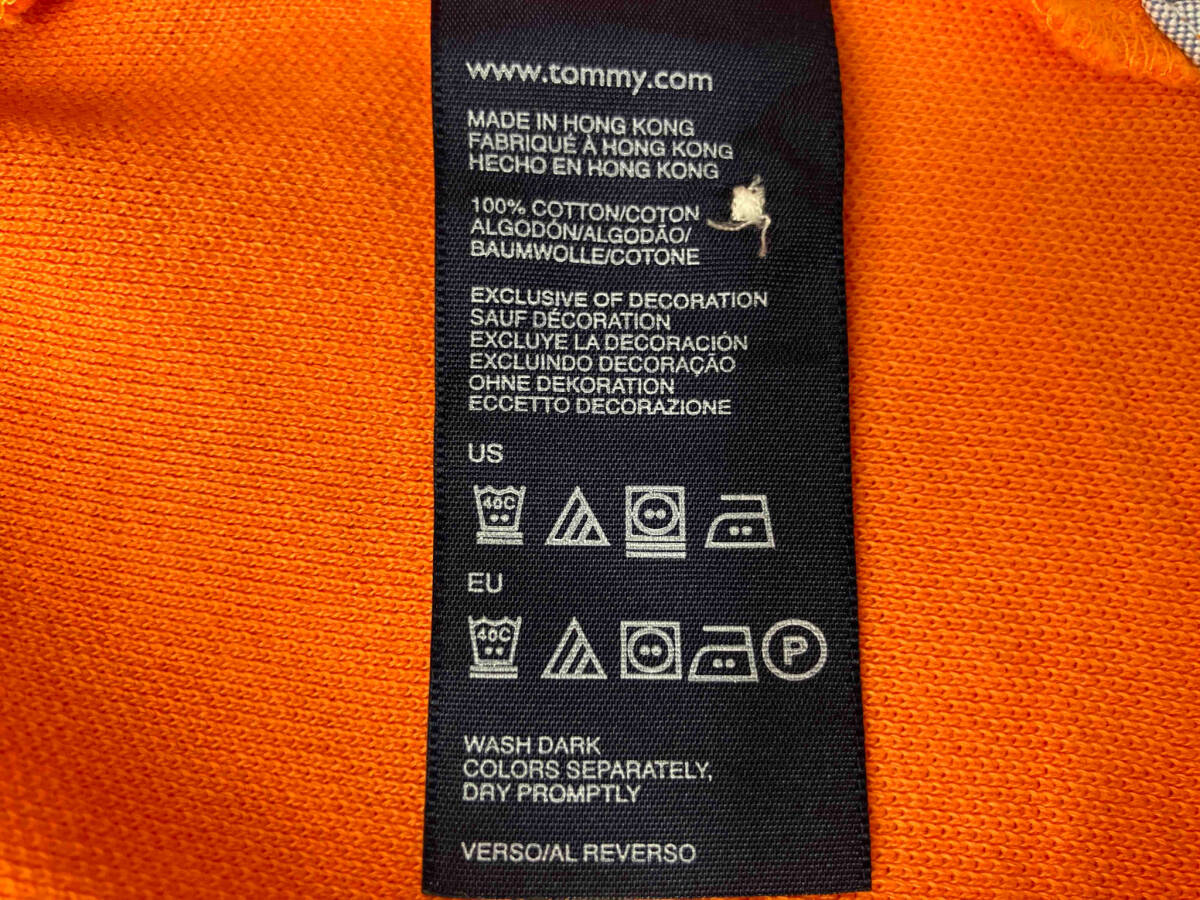 www.tommy.com
MADE IN HONG KONG
FABRIQUÉ À HONG KONG
HECHO EN HONG KONG
100% COTTON/COTON
ALGODÓN/ALGODÃO/
BAUMWOLLE/COTONE
EXCLUSIVE OF DECORATION
SAUF DÉCORATION
EXCLUYE LA DECORACIÓN
EXCLUINDO DECORAÇÃO
OHNE DEKORATION
ECCETTO DECORAZIONE
US
40C
EU
40C P
WASH DARK
COLORS SEPARATELY,
DRY PROMPTLY
VERSO/AL REVERSO